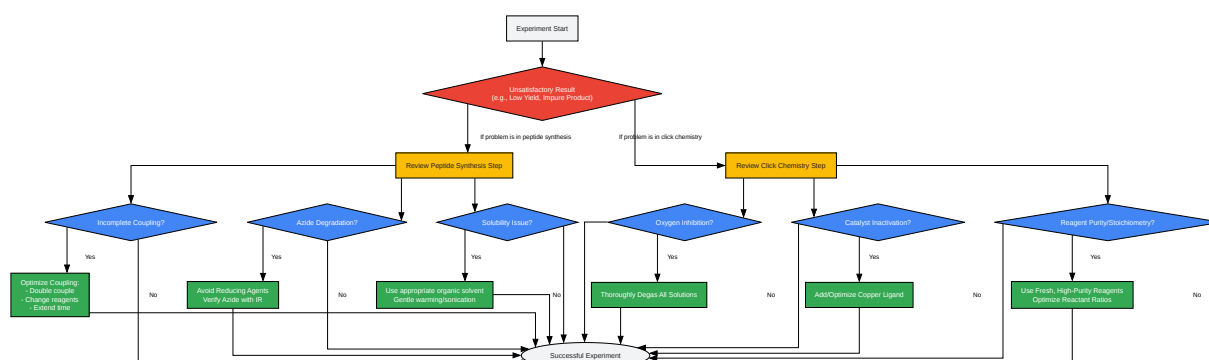 Experiment Start
Unsatisfactory Result
(e.g., Low Yield, Impure Product)
If problem is in peptide synthesis
If problem is in click chemistry
Review Peptide Synthesis Step
Review Click Chemistry Step
Incomplete Coupling?
Azide Degradation?
Solubility Issue?
Oxygen Inhibition?
Catalyst Inactivation?
Reagent Purity/Stoichiometry?
Yes
Yes
Yes
Yes
Yes
Yes
Optimize Coupling:
- Double couple
- Change reagents
- Extend time
No
Avoid Reducing Agents
Verify Azide with IR
No
Use appropriate organic solvent
Gentle warming/sonication
No
Thoroughly Degas All Solutions
No
Add/Optimize Copper Ligand
No
Use Fresh, High-Purity Reagents
Optimize Reactant Ratios
No
Successful Experiment